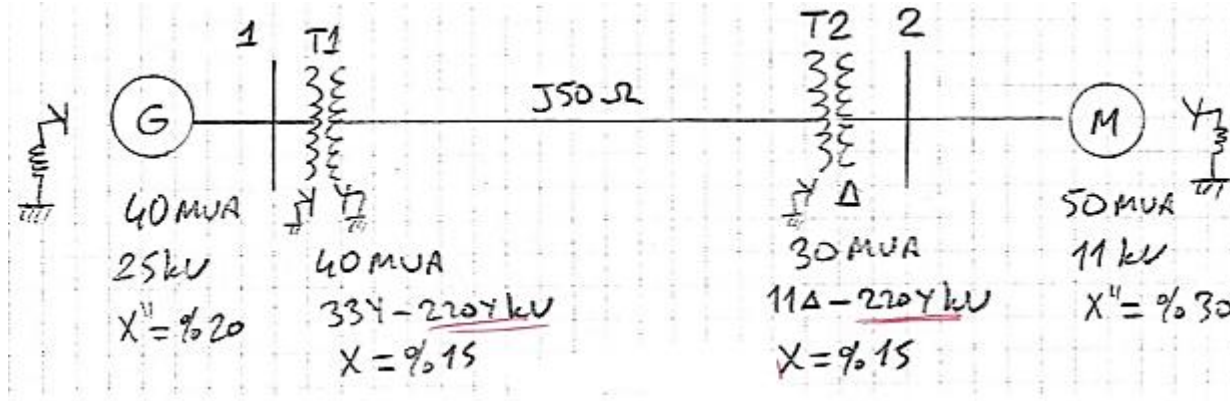 1 T1 J50 Ω T2 2
G M
40 MVA
25 kV
X" = %20
40 MVA
33Y - 220Y kV
X = %15
30 MVA
11Δ - 220Y kV
X = %15
50 MVA
11 kV
X" = %30
Y Y Y Y Δ Y